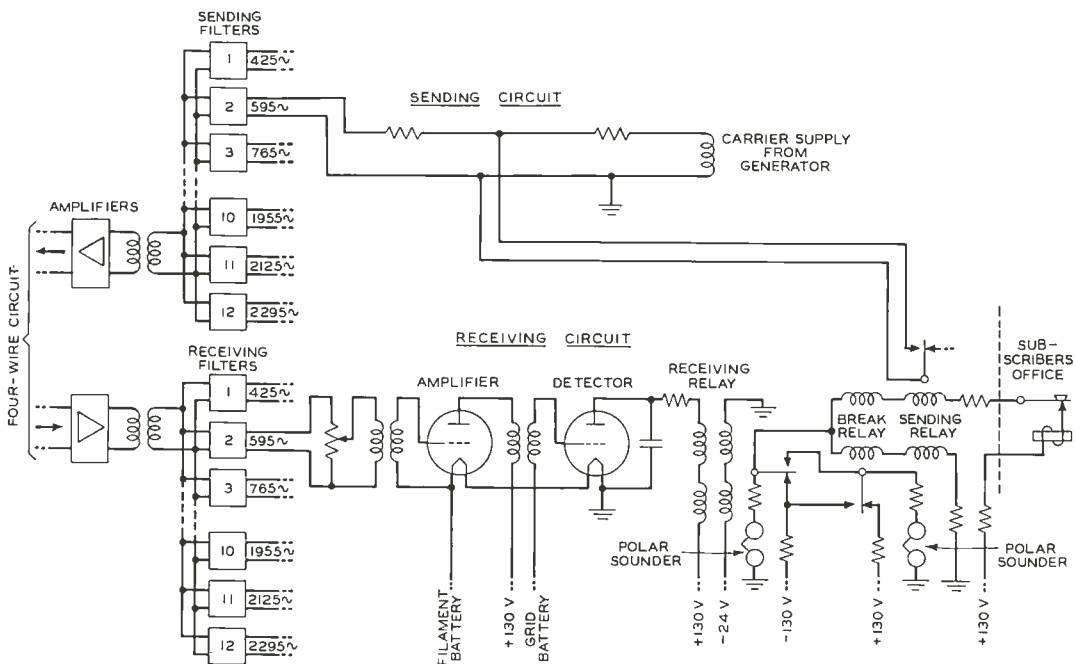 SENDING
FILTERS
1
425~
2
595~
3
765~
10
1955~
11
2125~
12
2295~
SENDING CIRCUIT
CARRIER SUPPLY
FROM
GENERATOR
AMPLIFIERS
FOUR-WIRE CIRCUIT
RECEIVING
FILTERS
1
425~
2
595~
3
765~
10
1955~
11
2125~
12
2295~
RECEIVING CIRCUIT
AMPLIFIER
DETECTOR
RECEIVING
RELAY
SUB-
SCRIBERS
OFFICE
BREAK
RELAY
SENDING
RELAY
POLAR
SOUNDER
POLAR
SOUNDER
FILAMENT
BATTERY
+130 V
GRID
BATTERY
+130 V
-24 V
-130 V
+130 V
+130 V